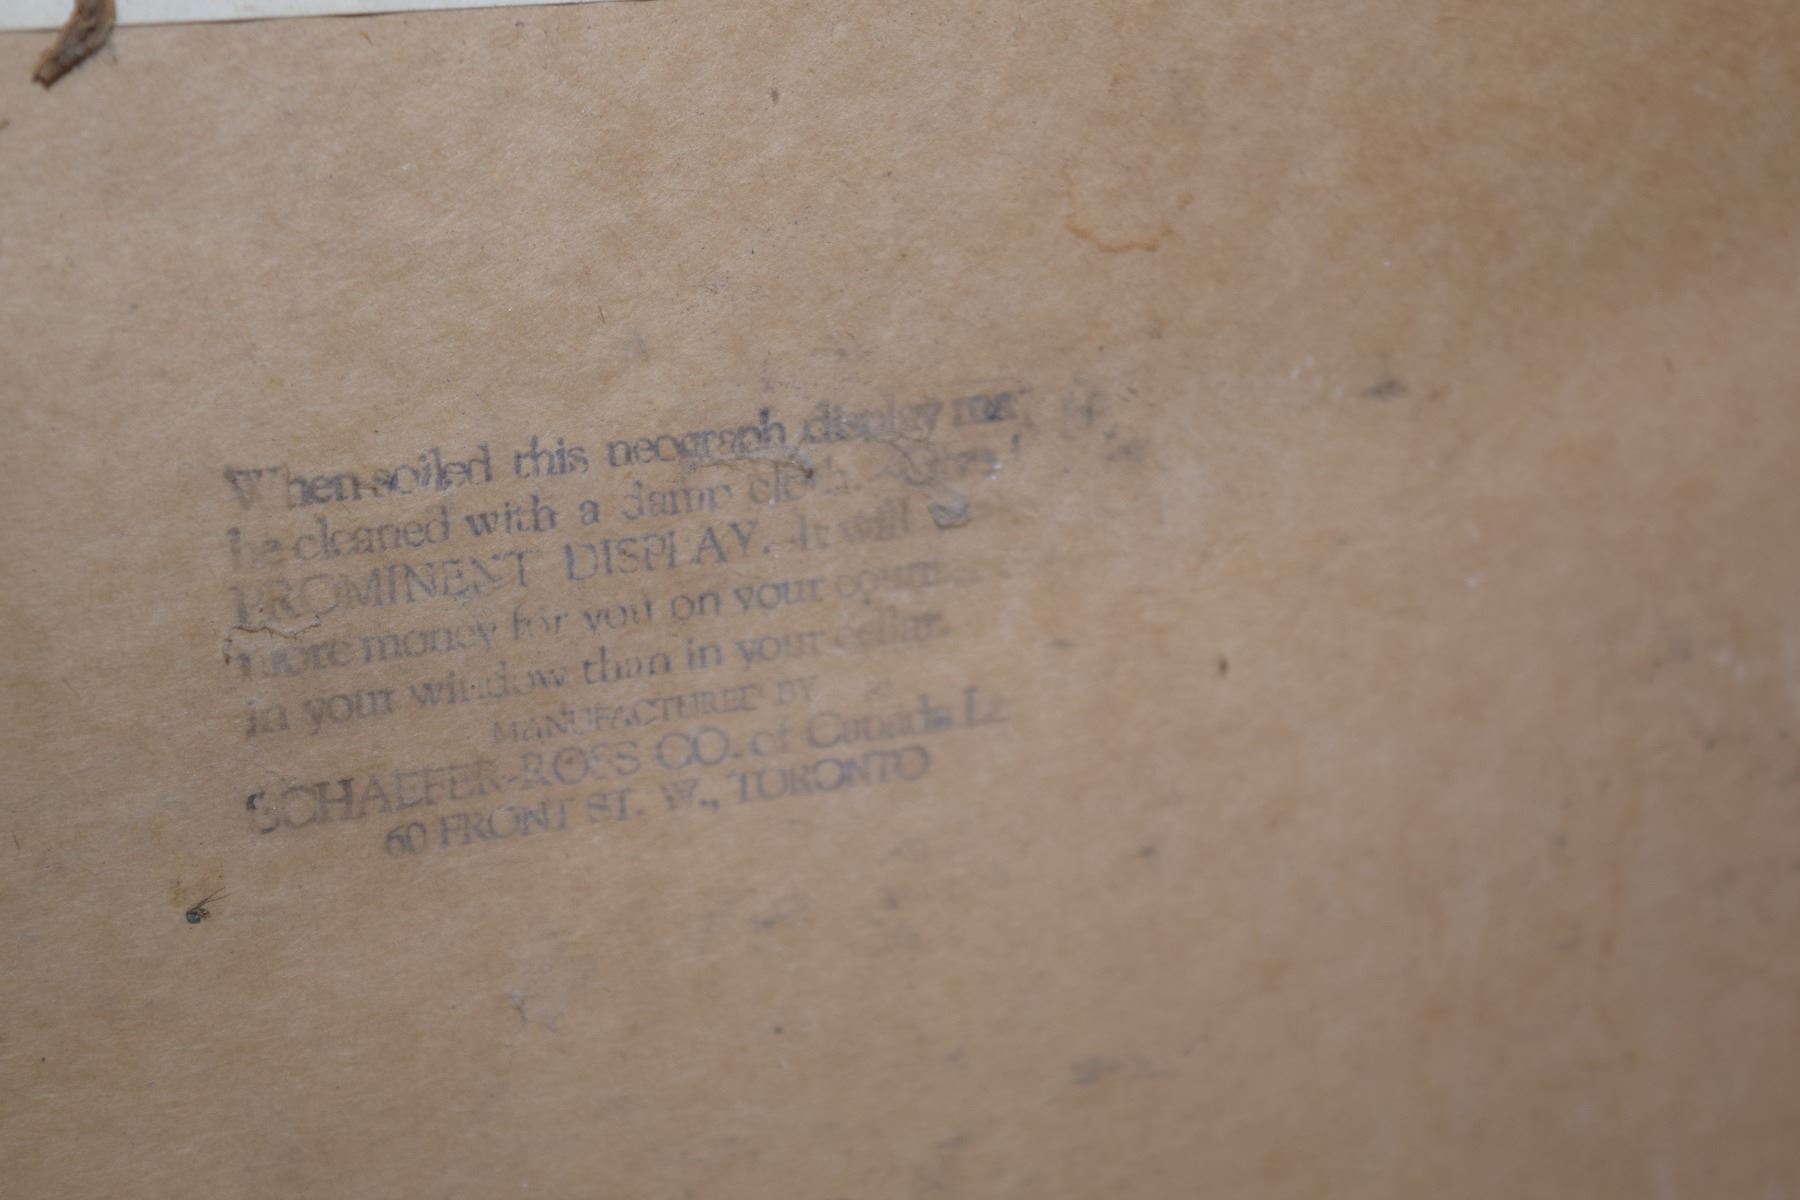 When soiled this neograph display may
be cleaned with a damp cloth. Give
PROMINENT DISPLAY. It will
more money for you on your counter
in your window than in your cellar.
MANUFACTURED BY
SCHAEFER-ROSS CO. of Canada
60 FRONT ST. W., TORONTO